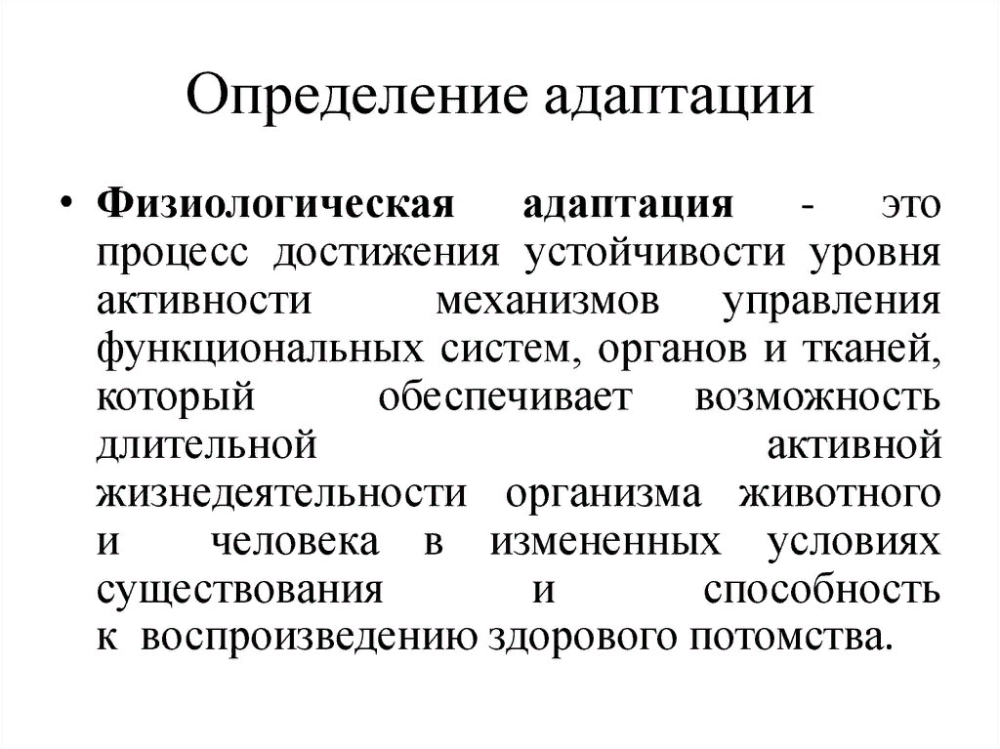 Определение адаптации
• Физиологическая адаптация - это
процесс достижения устойчивости уровня
активности механизмов управления
функциональных систем, органов и тканей,
который обеспечивает возможность
длительной активной
жизнедеятельности организма животного
и человека в измененных условиях
существования и способность
к воспроизведению здорового потомства.